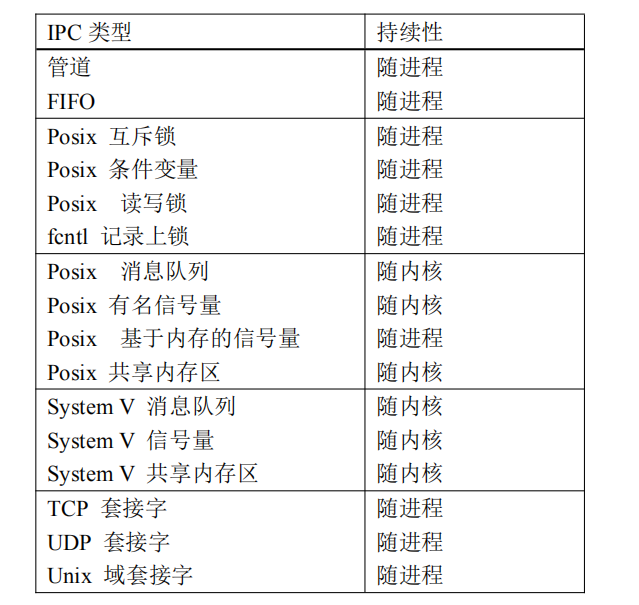 IPC 类型 持续性
管道 随进程
FIFO 随进程
Posix 互斥锁 随进程
Posix 条件变量 随进程
Posix 读写锁 随进程
fcntl 记录上锁 随进程
Posix 消息队列 随内核
Posix 有名信号量 随内核
Posix 基于内存的信号量 随进程
Posix 共享内存区 随内核
System V 消息队列 随内核
System V 信号量 随内核
System V 共享内存区 随内核
TCP 套接字 随进程
UDP 套接字 随进程
Unix 域套接字 随进程